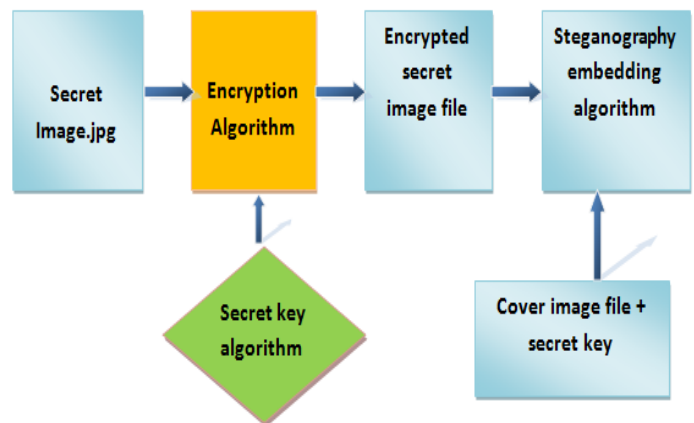 Secret
Image.jpg
Encryption
Algorithm
Encrypted
secret
image file
Steganography
embedding
algorithm
Secret key
algorithm
Cover image file +
secret key